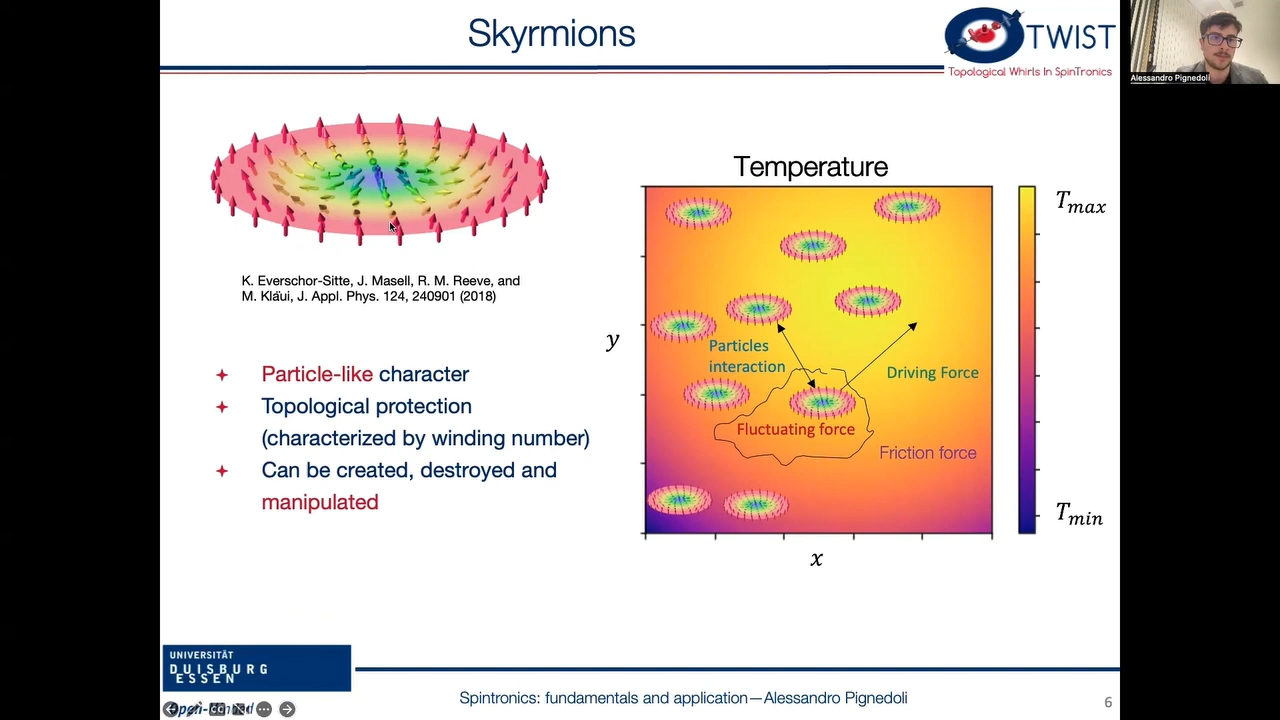 Skyrmions
TWIST
Topological Whirls In SpinTronics
Alessandro Pignedoli
K. Everschor-Sitte, J. Masell, R. M. Reeve, and
M. Kläui, J. Appl. Phys. 124, 240901 (2018)
Particle-like character
Topological protection
(characterized by winding number)
Can be created, destroyed and
manipulated
Temperature
T_max
y
Particles
interaction
Driving Force
Fluctuating force
Friction force
T_min
x
UNIVERSITÄT
DUISBURG
ESSEN
Spintronics: fundamentals and application—Alessandro Pignedoli
6